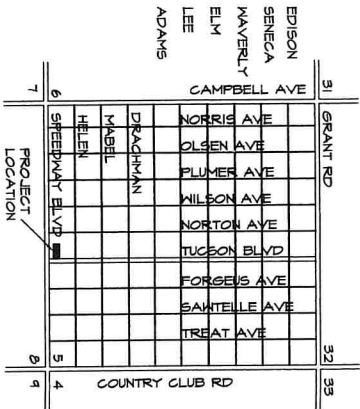 EDISON
SENECA
WAVERLY
ELM
LEE
ADAMS
31
GRANT RD
32
33
CAMPBELL AVE
NORRIS AVE
OLSEN AVE
PLUMER AVE
WILSON AVE
NORTON AVE
TUCSON BLVD
FORGEUS AVE
SAWTELLE AVE
TREAT AVE
COUNTRY CLUB RD
DRACHMAN
MABEL
HELEN
SPEEDWAY BLVD
6
7
5
4
8
9
PROJECT
LOCATION